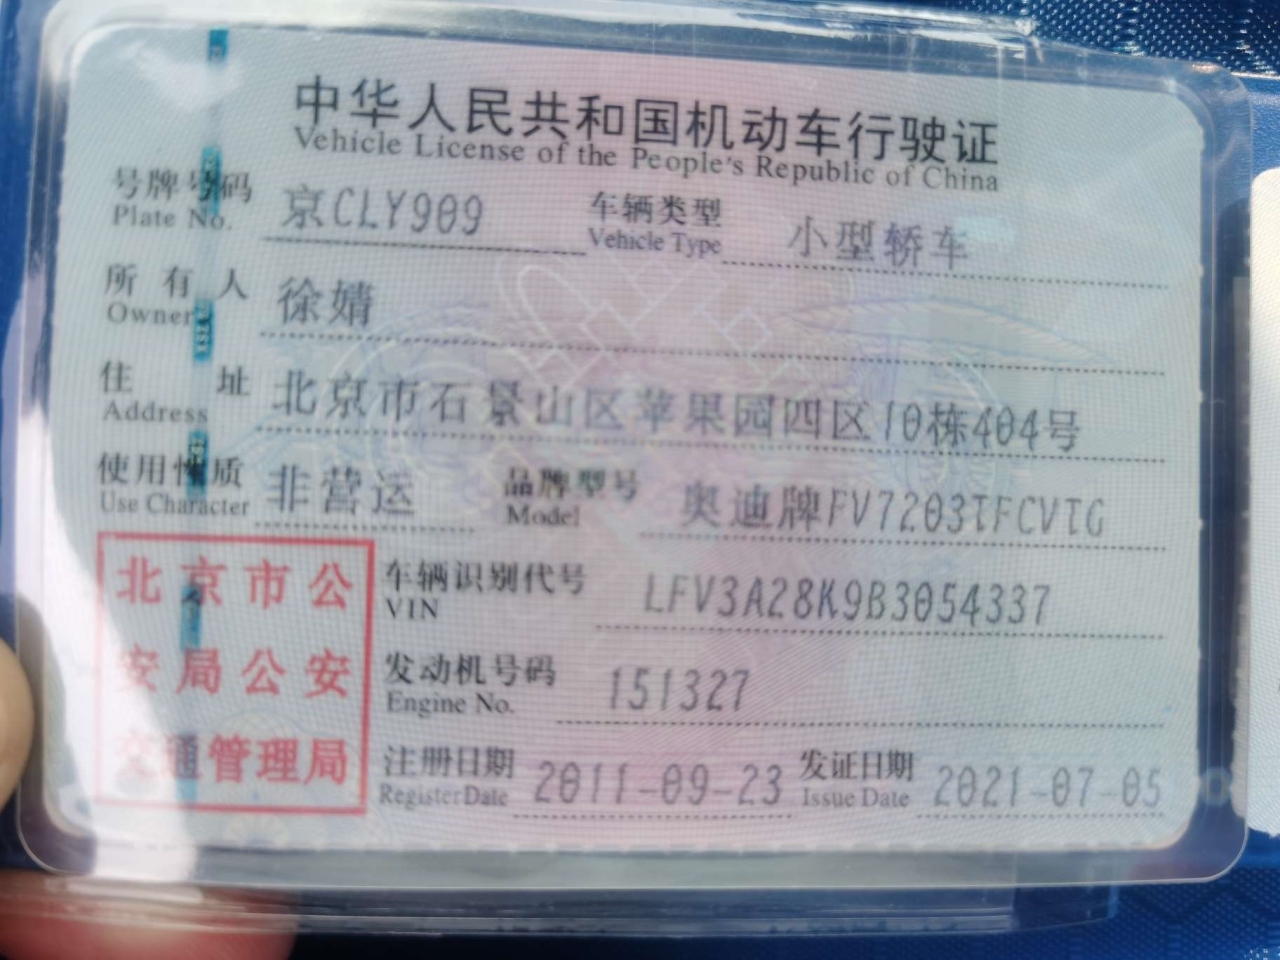 中华人民共和国机动车行驶证
Vehicle License of the People's Republic of China
号牌号码 京CLY909 车辆类型 小型轿车
Plate No. Vehicle Type
所有人 徐婧
Owner
住址 北京市石景山区苹果园四区10栋404号
Address
使用性质 非营运 品牌型号 奥迪牌FV7203TFCVTG
Use Character Model
北京市公
安局公安
交通管理局
车辆识别代号 LFV3A28K9B3054337
VIN
发动机号码 151327
Engine No.
注册日期 2011-09-23 发证日期 2021-07-05
Register Date Issue Date